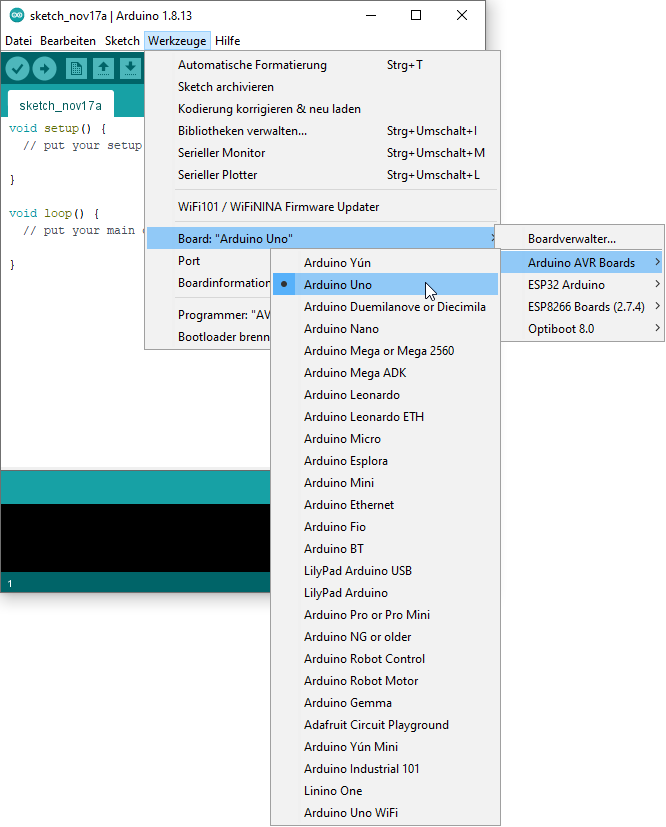 sketch_nov17a | Arduino 1.8.13
Datei Bearbeiten Sketch Werkzeuge Hilfe
sketch_nov17a
void setup() {
// put your setup
}
void loop() {
// put your main
}
1
Automatische Formatierung Strg+T
Sketch archivieren
Kodierung korrigieren & neu laden
Bibliotheken verwalten... Strg+Umschalt+I
Serieller Monitor Strg+Umschalt+M
Serieller Plotter Strg+Umschalt+L
WiFi101 / WiFiNINA Firmware Updater
Board: "Arduino Uno"
Port
Boardinformation
Programmer: "AV
Bootloader brenn
Boardverwalter...
Arduino AVR Boards
ESP32 Arduino
ESP8266 Boards (2.7.4)
Optiboot 8.0
Arduino Yún
Arduino Uno
Arduino Duemilanove or Diecimila
Arduino Nano
Arduino Mega or Mega 2560
Arduino Mega ADK
Arduino Leonardo
Arduino Leonardo ETH
Arduino Micro
Arduino Esplora
Arduino Mini
Arduino Ethernet
Arduino Fio
Arduino BT
LilyPad Arduino USB
LilyPad Arduino
Arduino Pro or Pro Mini
Arduino NG or older
Arduino Robot Control
Arduino Robot Motor
Arduino Gemma
Adafruit Circuit Playground
Arduino Yún Mini
Arduino Industrial 101
Linino One
Arduino Uno WiFi